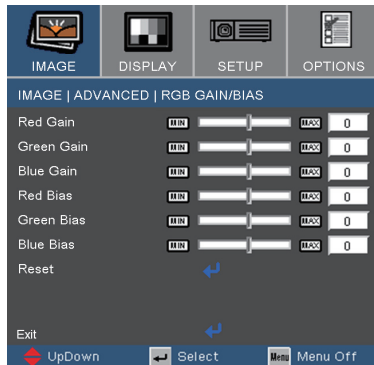 IMAGE DISPLAY SETUP OPTIONS
IMAGE | ADVANCED | RGB GAIN/BIAS
Red Gain MIN MAX 0
Green Gain MIN MAX 0
Blue Gain MIN MAX 0
Red Bias MIN MAX 0
Green Bias MIN MAX 0
Blue Bias MIN MAX 0
Reset
Exit
UpDown Select Menu Menu Off